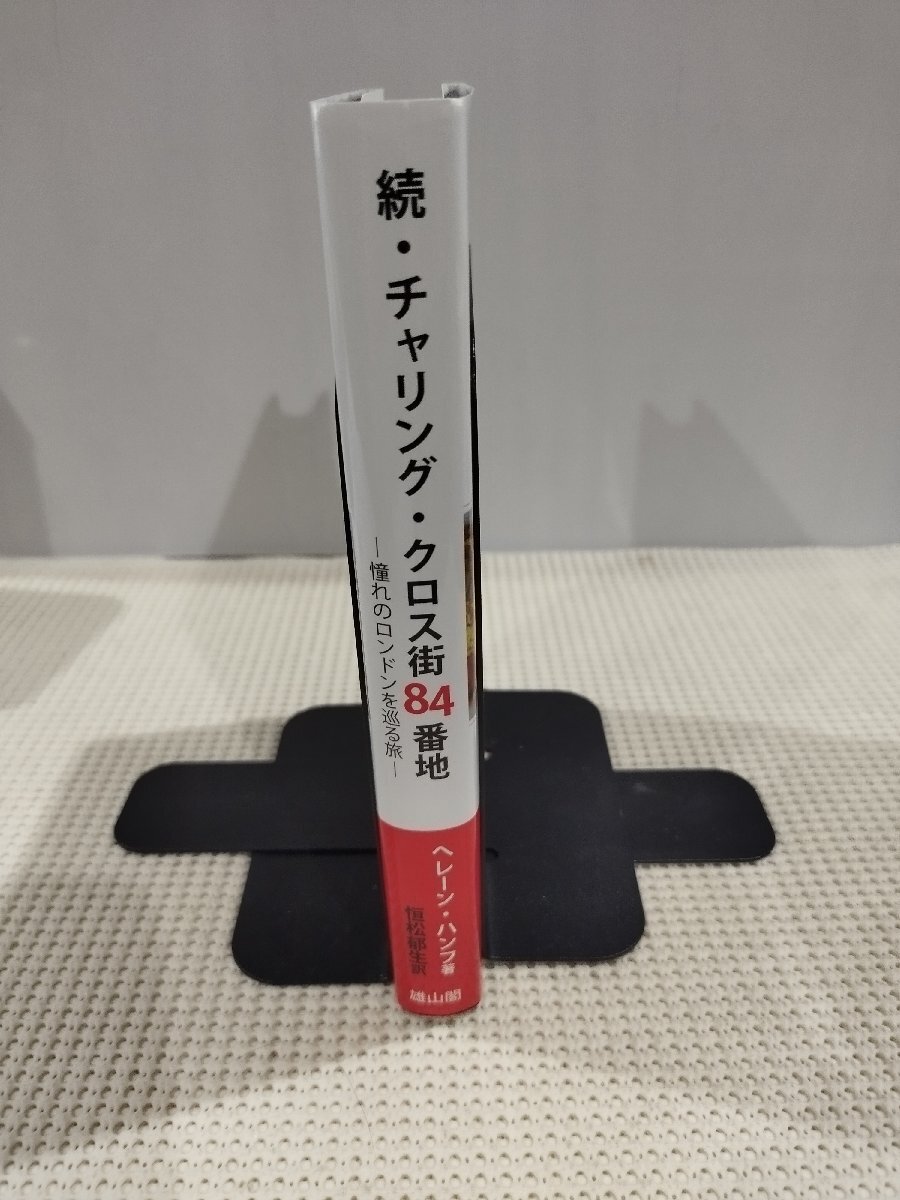 続・チャリング・クロス街84番地
―憧れのロンドンを巡る旅―
ヘレーン・ハンフ著
恒松郁生訳
雄山閣